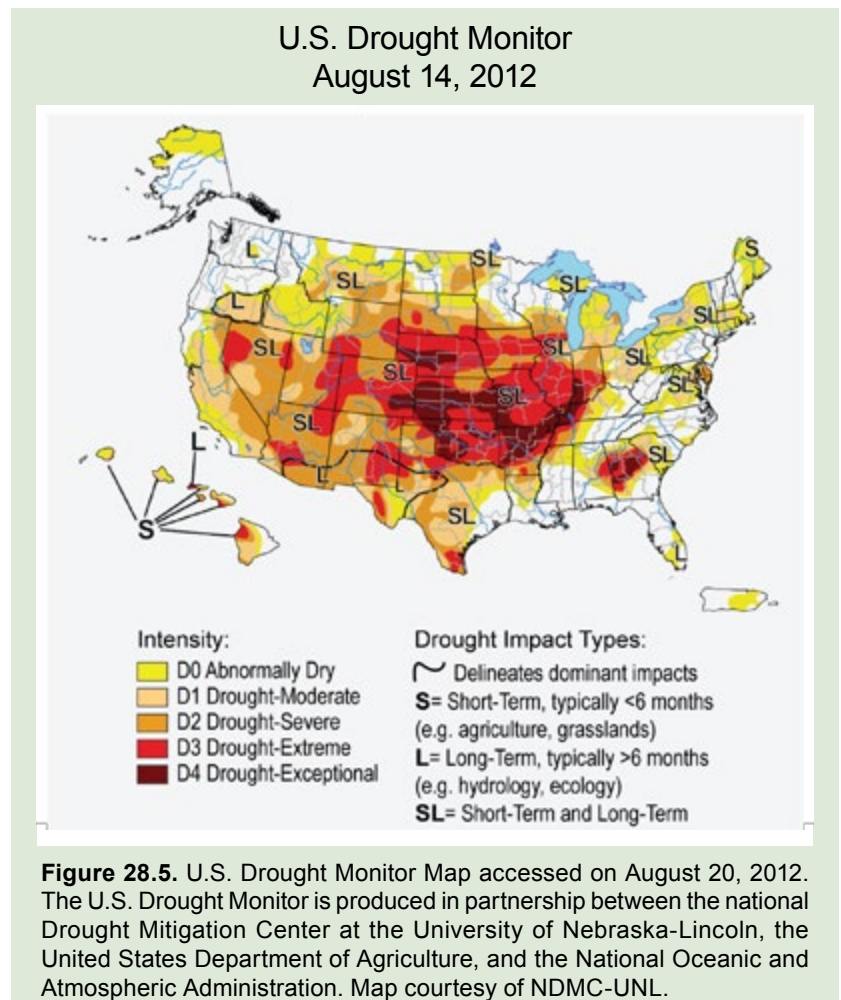 U.S. Drought Monitor
August 14, 2012
L
SL
SL
SL
S
L
SL
SL
SL
SL
SL
SL
SL
SL
SL
L
L
SL
SL
L
L
S
Intensity:
D0 Abnormally Dry
D1 Drought-Moderate
D2 Drought-Severe
D3 Drought-Extreme
D4 Drought-Exceptional
Drought Impact Types:
Delineates dominant impacts
S= Short-Term, typically <6 months
(e.g. agriculture, grasslands)
L= Long-Term, typically >6 months
(e.g. hydrology, ecology)
SL= Short-Term and Long-Term
Figure 28.5. U.S. Drought Monitor Map accessed on August 20, 2012.
The U.S. Drought Monitor is produced in partnership between the national
Drought Mitigation Center at the University of Nebraska-Lincoln, the
United States Department of Agriculture, and the National Oceanic and
Atmospheric Administration. Map courtesy of NDMC-UNL.